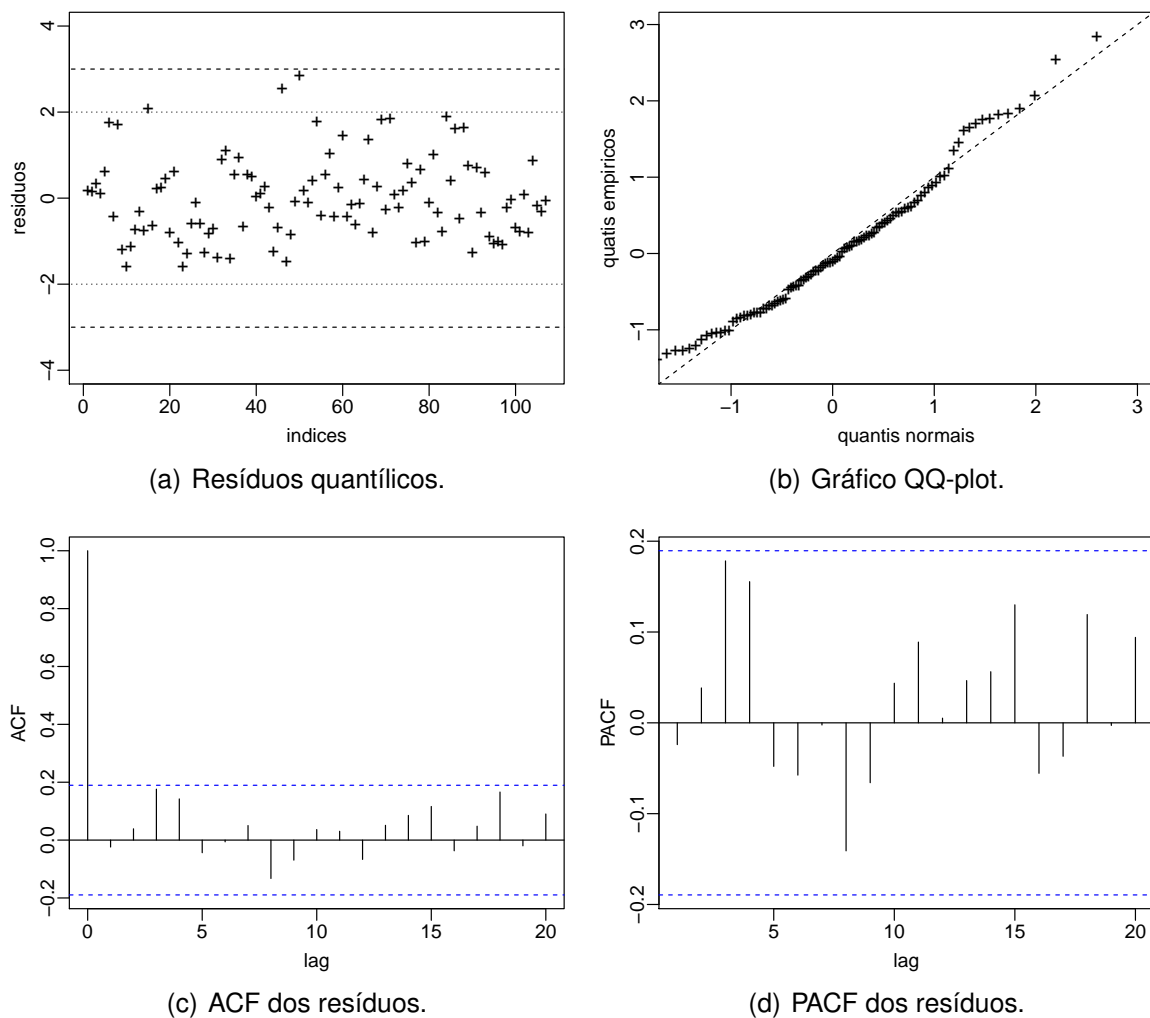 4
2
0
−2
−4
residuos
0 20 40 60 80 100
indices
(a) Resíduos quantílicos.
3
2
1
0
−1
quatis empiricos
−1 0 1 2 3
quantis normais
(b) Gráfico QQ-plot.
1.0
0.8
0.6
0.4
0.2
0.0
−0.2
ACF
0 5 10 15 20
lag
(c) ACF dos resíduos.
0.2
0.1
0.0
−0.1
−0.2
PACF
5 10 15 20
lag
(d) PACF dos resíduos.